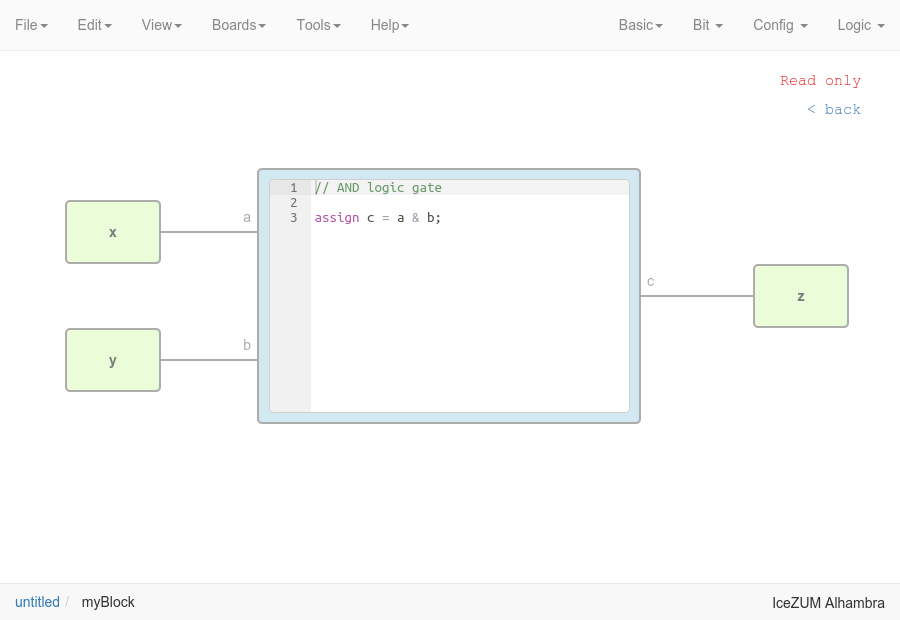 File Edit View Boards Tools Help Basic Bit Config Logic
Read only
< back
x
y
a
b
1 // AND logic gate
2
3 assign c = a & b;
c
z
untitled / myBlock
IceZUM Alhambra